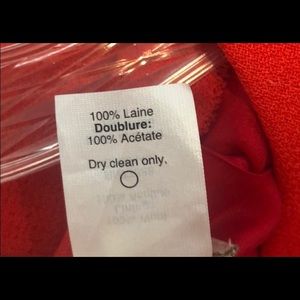 100% Laine
Doublure:
100% Acétate
Dry clean only.